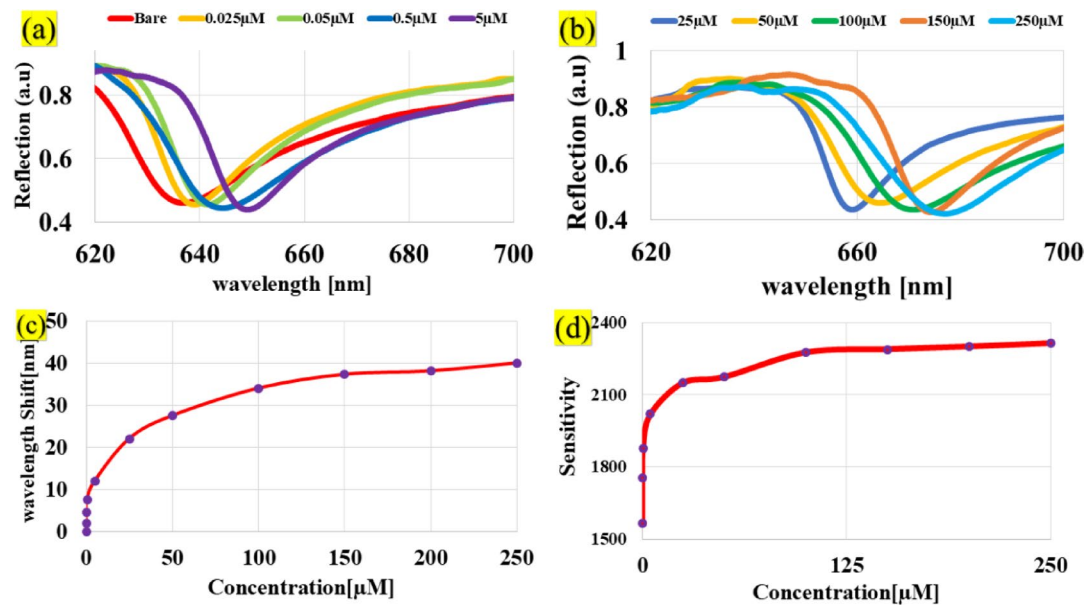 (a)
Bare 0.025μM 0.05μM 0.5μM 5μM
Reflection (a.u)
0.8
0.6
0.4
620 640 660 680 700
wavelength [nm]
(b)
25μM 50μM 100μM 150μM 250μM
Reflection (a.u)
1
0.8
0.6
0.4
620 660 700
wavelength [nm]
(c)
wavelength Shift[nm]
50
40
30
20
10
0
0 50 100 150 200 250
Concentration[μM]
(d)
Sensitivity
2400
2100
1800
1500
0 125 250
Concentration[μM]